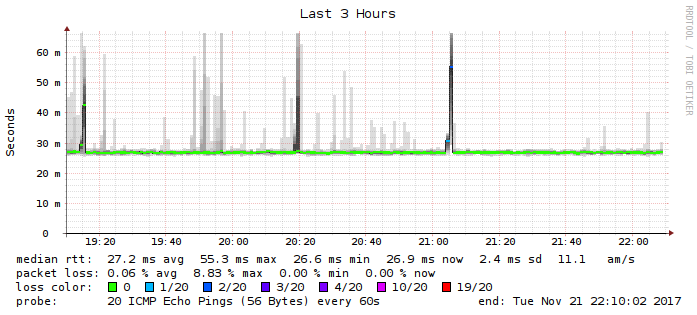 Last 3 Hours
RRDTOOL / TOBI OETIKER
Seconds
60 m
50 m
40 m
30 m
20 m
10 m
0
19:20 19:40 20:00 20:20 20:40 21:00 21:20 21:40 22:00
median rtt: 27.2 ms avg 55.3 ms max 26.6 ms min 26.9 ms now 2.4 ms sd 11.1 am/s
packet loss: 0.06 % avg 8.83 % max 0.00 % min 0.00 % now
loss color: 0 1/20 2/20 3/20 4/20 10/20 19/20
probe: 20 ICMP Echo Pings (56 Bytes) every 60s end: Tue Nov 21 22:10:02 2017